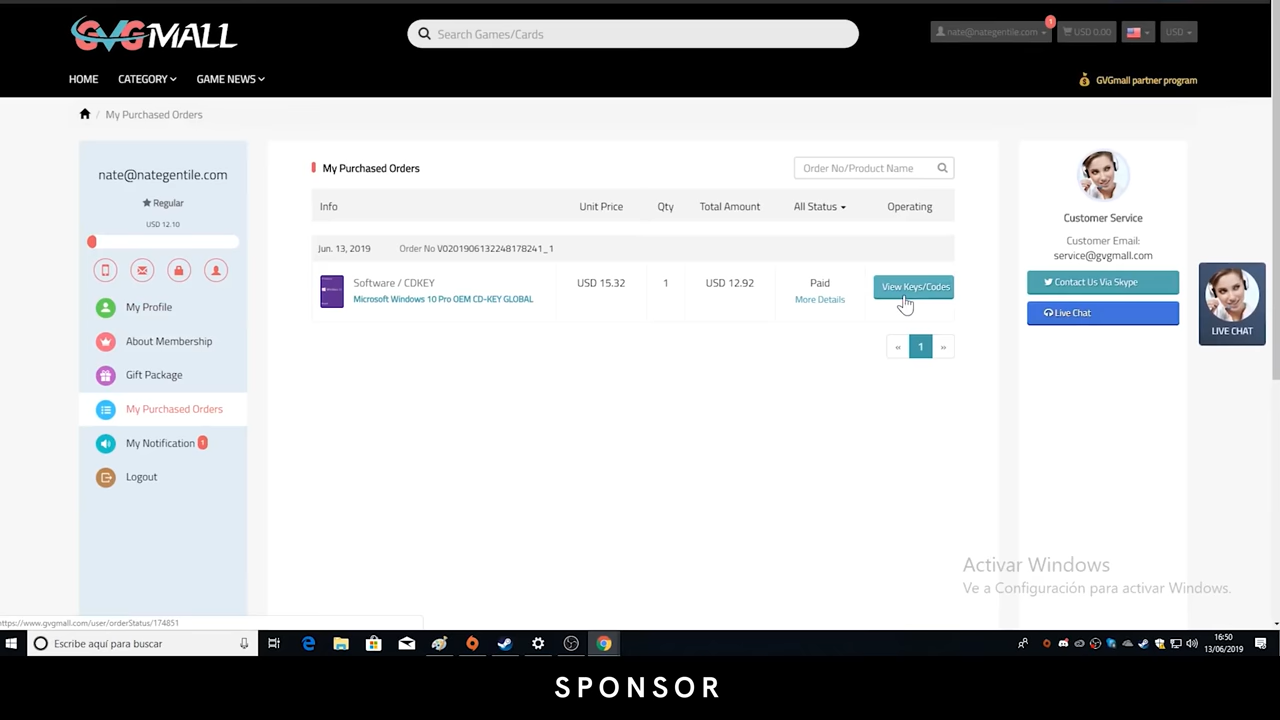 GVGMALL
Search Games/Cards
nate@nategentile.com
1
USD 0.00
USD
HOME
CATEGORY
GAME NEWS
GVGmall partner program
/ My Purchased Orders
nate@nategentile.com
Regular
USD 12.10
My Profile
About Membership
Gift Package
My Purchased Orders
My Notification 1
Logout
My Purchased Orders
Order No/Product Name
Info Unit Price Qty Total Amount All Status Operating
Jun. 13, 2019 Order No V0201906132248178241_1
Software / CDKEY
Microsoft Windows 10 Pro OEM CD-KEY GLOBAL
USD 15.32 1 USD 12.92 Paid
More Details
View Keys/Codes
« 1 »
Customer Service
Customer Email:
service@gvgmall.com
Contact Us Via Skype
Live Chat
LIVE CHAT
Activar Windows
Ve a Configuración para activar Windows.
https://www.gvgmall.com/user/orderStatus/174851
Escribe aquí para buscar
16:50
13/06/2019
SPONSOR